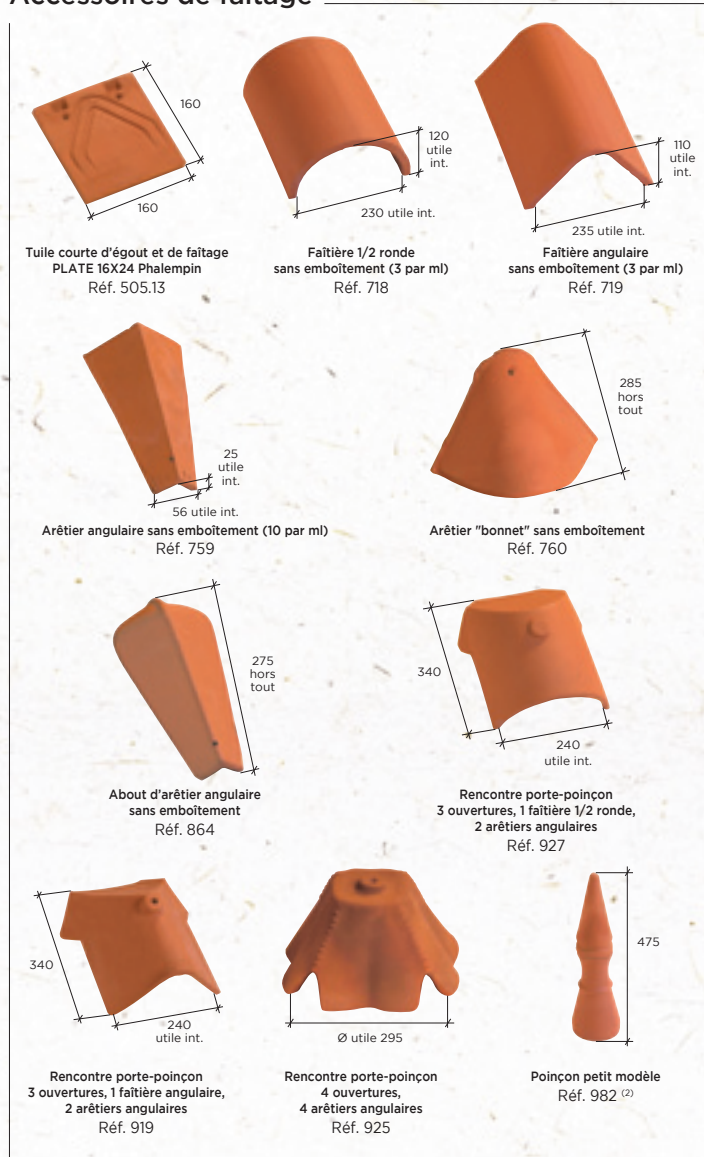 Accessoires de faîtage
160
160
Tuile courte d'égout et de faîtage
PLATE 16X24 Phalempin
Réf. 505.13
120
utile
int.
230 utile int.
Faîtière 1/2 ronde
sans emboîtement (3 par ml)
Réf. 718
110
utile
int.
235 utile int.
Faîtière angulaire
sans emboîtement (3 par ml)
Réf. 719
25
utile
int.
56 utile int.
Arêtier angulaire sans emboîtement (10 par ml)
Réf. 759
285
hors
tout
Arêtier "bonnet" sans emboîtement
Réf. 760
275
hors
tout
About d'arêtier angulaire
sans emboîtement
Réf. 864
340
240
utile int.
Rencontre porte-poinçon
3 ouvertures, 1 faîtière 1/2 ronde,
2 arêtiers angulaires
Réf. 927
340
240
utile int.
Rencontre porte-poinçon
3 ouvertures, 1 faîtière angulaire,
2 arêtiers angulaires
Réf. 919
Ø utile 295
Rencontre porte-poinçon
4 ouvertures,
4 arêtiers angulaires
Réf. 925
475
Poinçon petit modèle
Réf. 982 (2)